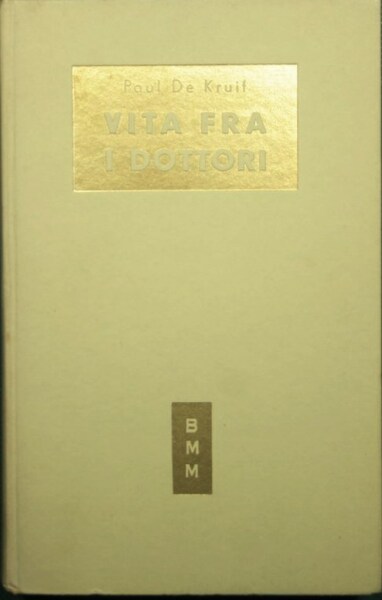 Paul De Kruif
VITA FRA
I DOTTORI
B
M
M